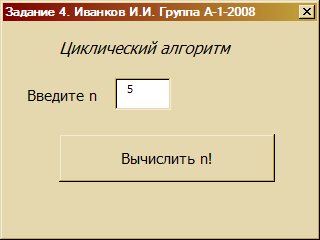 Задание 4. Иванков И.И. Группа А-1-2008
Циклический алгоритм
Введите n 5
Вычислить n!